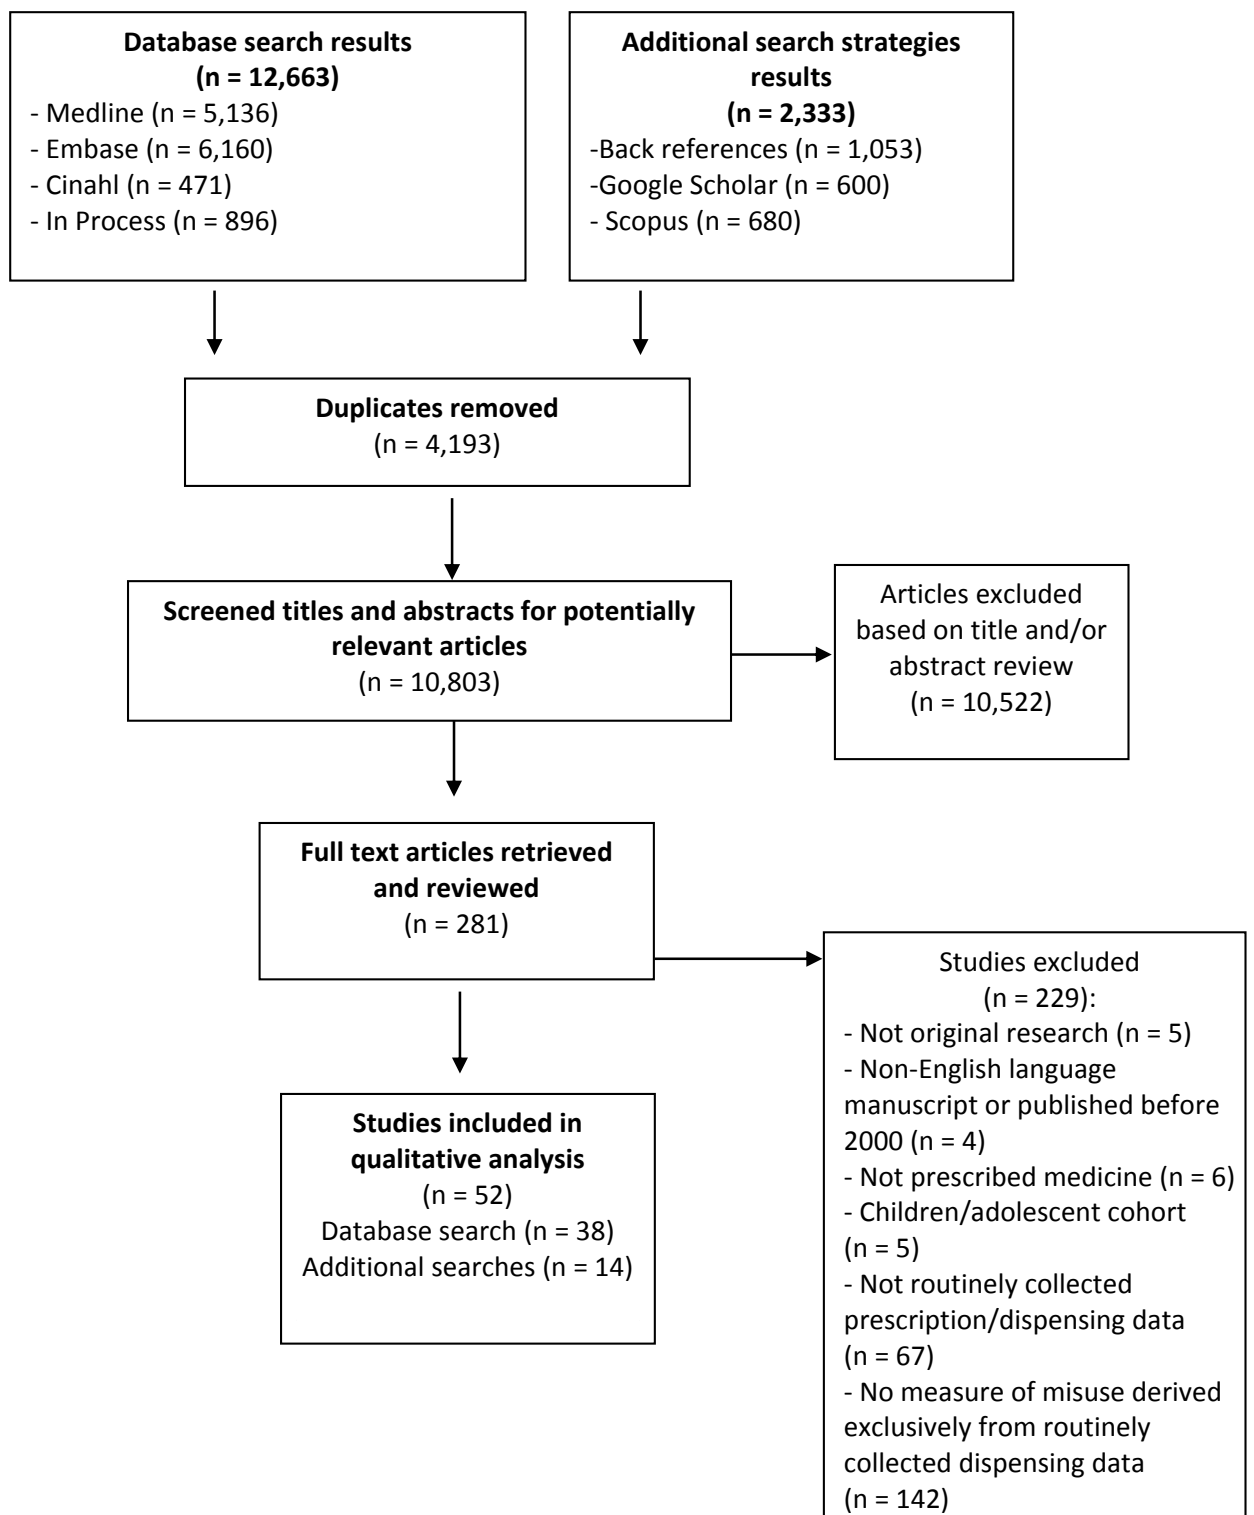 Database search results
(n = 12,663)
- Medline (n = 5,136)
- Embase (n = 6,160)
- Cinahl (n = 471)
- In Process (n = 896)
Additional search strategies
results
(n = 2,333)
-Back references (n = 1,053)
-Google Scholar (n = 600)
- Scopus (n = 680)
Duplicates removed
(n = 4,193)
Screened titles and abstracts for potentially
relevant articles
(n = 10,803)
Articles excluded
based on title and/or
abstract review
(n = 10,522)
Full text articles retrieved
and reviewed
(n = 281)
Studies excluded
(n = 229):
- Not original research (n = 5)
- Non-English language
manuscript or published before
2000 (n = 4)
- Not prescribed medicine (n = 6)
- Children/adolescent cohort
(n = 5)
- Not routinely collected
prescription/dispensing data
(n = 67)
- No measure of misuse derived
exclusively from routinely
collected dispensing data
(n = 142)
Studies included in
qualitative analysis
(n = 52)
Database search (n = 38)
Additional searches (n = 14)